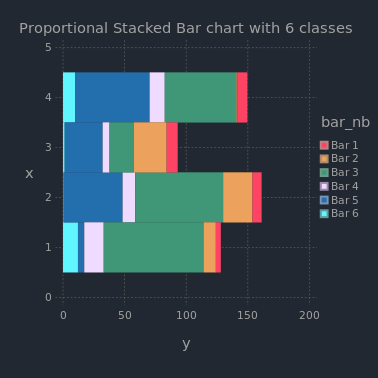 Proportional Stacked Bar chart with 6 classes
5
4
3
2
1
0
x
0 50 100 150 200
y
bar_nb
Bar 1
Bar 2
Bar 3
Bar 4
Bar 5
Bar 6